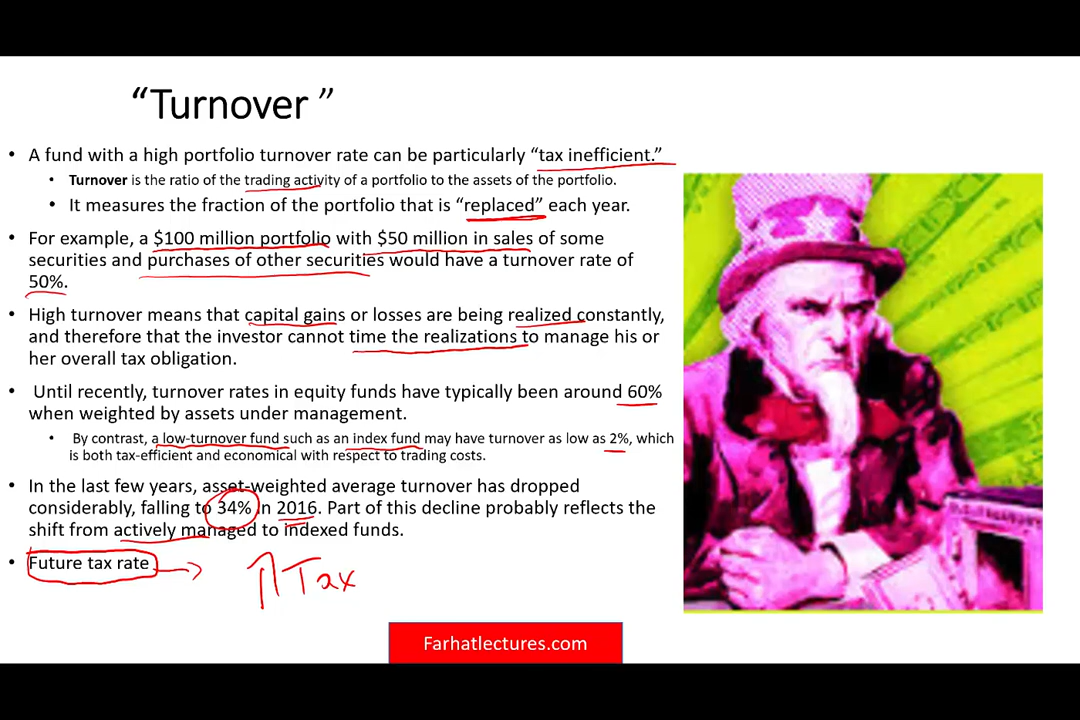 “Turnover ”
• A fund with a high portfolio turnover rate can be particularly “tax inefficient.”
• Turnover is the ratio of the trading activity of a portfolio to the assets of the portfolio.
• It measures the fraction of the portfolio that is “replaced” each year.
• For example, a $100 million portfolio with $50 million in sales of some
securities and purchases of other securities would have a turnover rate of
50%.
• High turnover means that capital gains or losses are being realized constantly,
and therefore that the investor cannot time the realizations to manage his or
her overall tax obligation.
• Until recently, turnover rates in equity funds have typically been around 60%
when weighted by assets under management.
• By contrast, a low-turnover fund such as an index fund may have turnover as low as 2%, which
is both tax-efficient and economical with respect to trading costs.
• In the last few years, asset-weighted average turnover has dropped
considerably, falling to 34% in 2016. Part of this decline probably reflects the
shift from actively managed to indexed funds.
• Future tax rate
↑ Tax
Farhatlectures.com